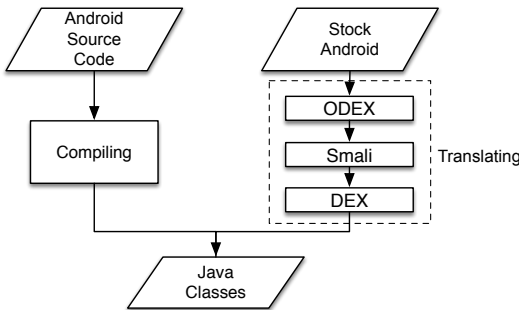 Android
Source
Code
Stock
Android
Compiling
ODEX
Smali
DEX
Translating
Java
Classes